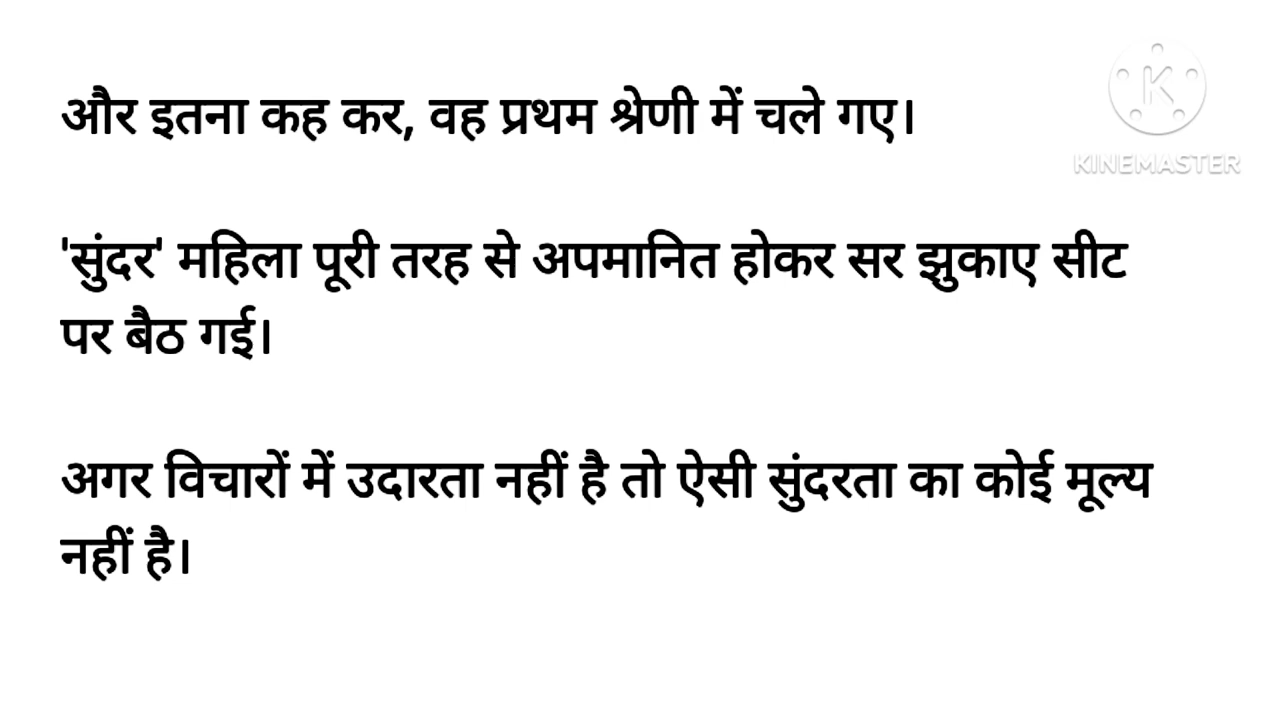 और इतना कह कर, वह प्रथम श्रेणी में चले गए।
K
KINEMASTER
'सुंदर' महिला पूरी तरह से अपमानित होकर सर झुकाए सीट
पर बैठ गई।
अगर विचारों में उदारता नहीं है तो ऐसी सुंदरता का कोई मूल्य
नहीं है।